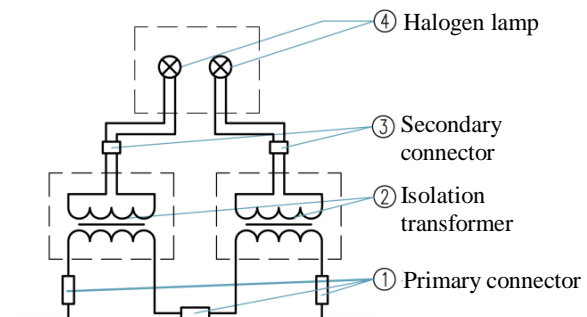 ④ Halogen lamp
③ Secondary
connector
② Isolation
transformer
① Primary connector